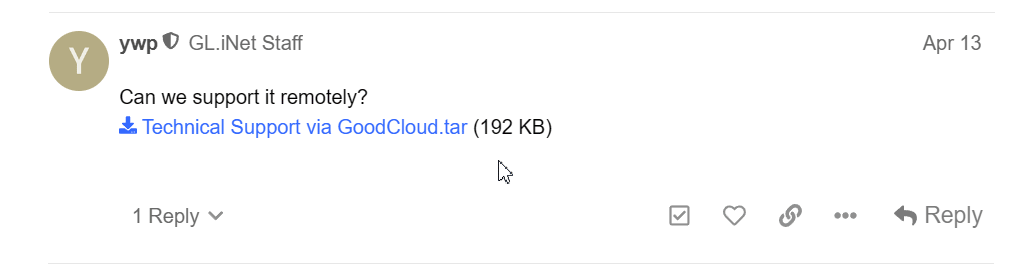 Y
ywp GL.iNet Staff Apr 13
Can we support it remotely?
Technical Support via GoodCloud.tar (192 KB)
1 Reply Reply